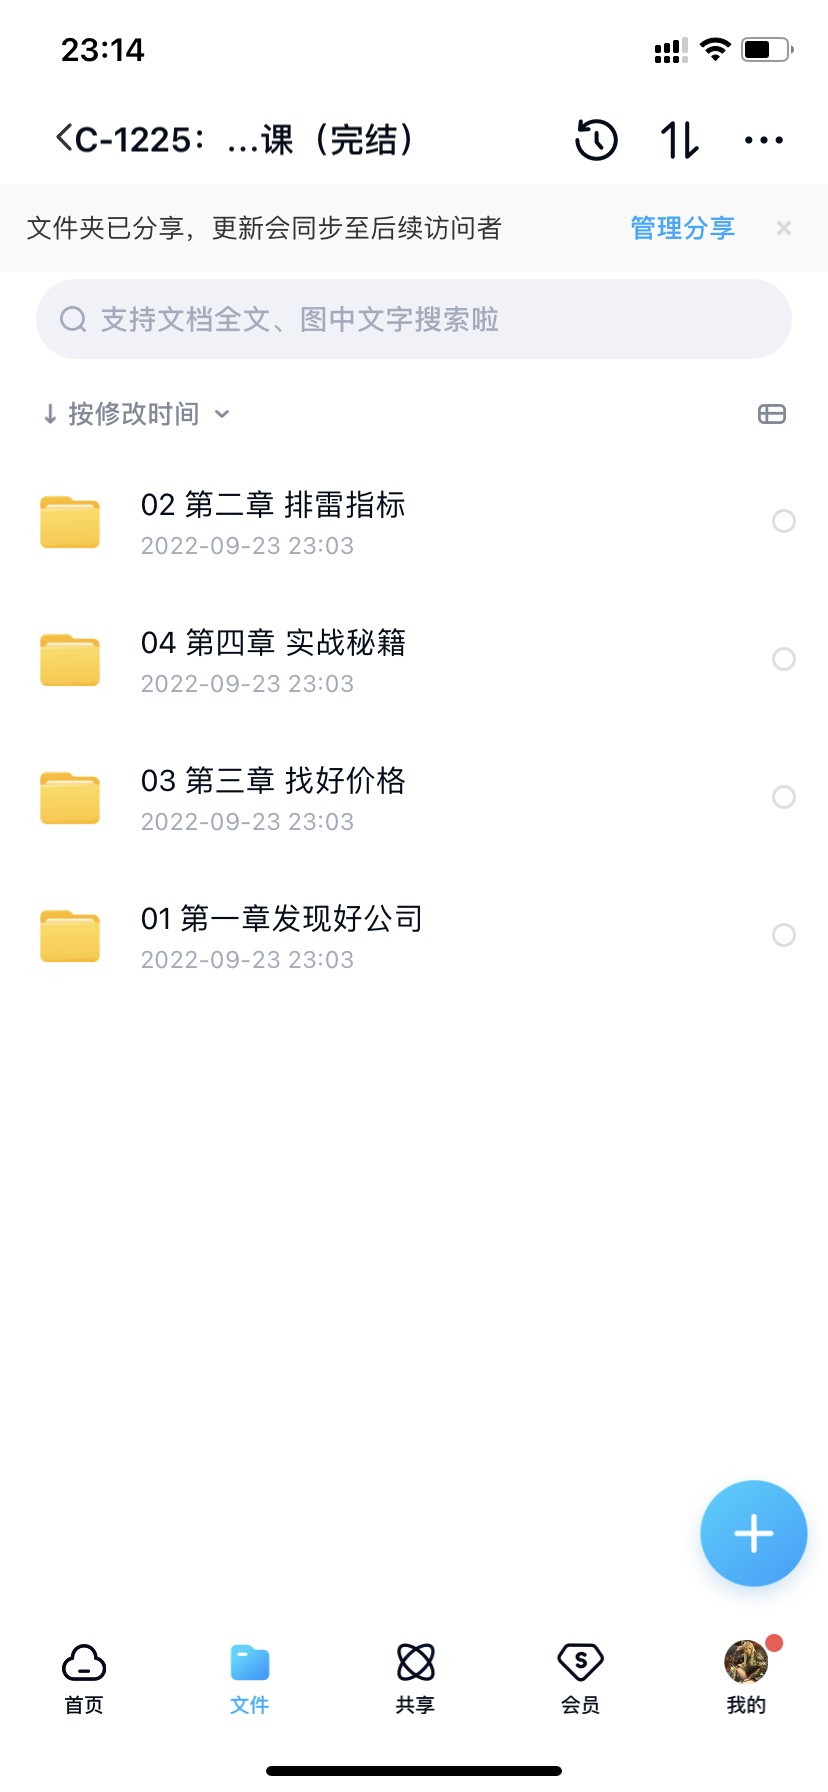 23:14
C-1225：...课（完结）
文件夹已分享，更新会同步至后续访问者 管理分享
支持文档全文、图中文字搜索啦
按修改时间
02 第二章 排雷指标
2022-09-23 23:03
04 第四章 实战秘籍
2022-09-23 23:03
03 第三章 找好价格
2022-09-23 23:03
01 第一章发现好公司
2022-09-23 23:03
首页 文件 共享 会员 我的